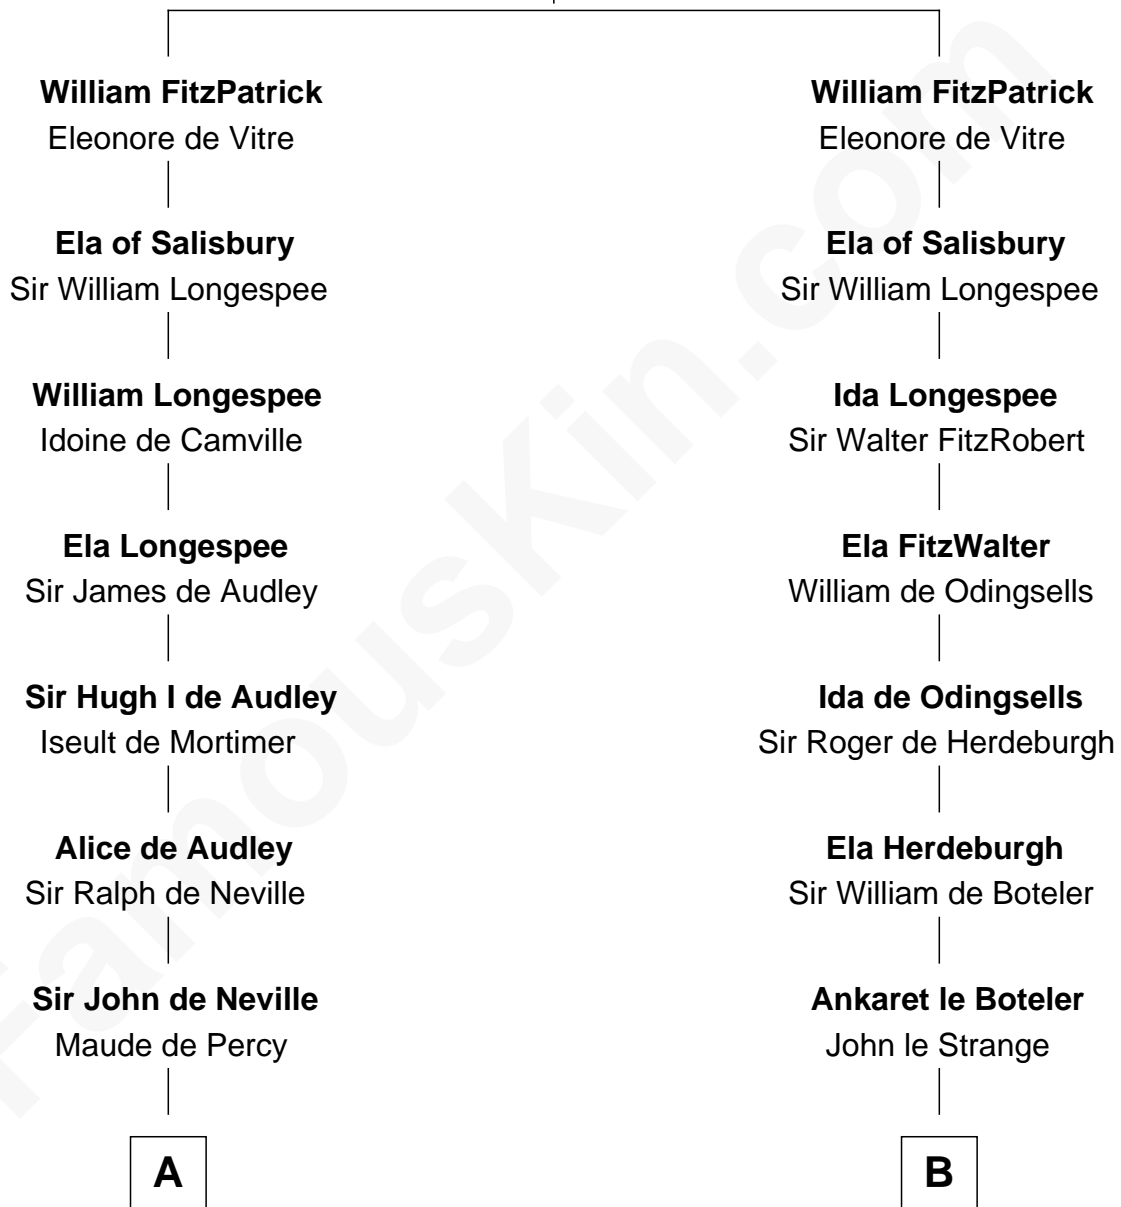 William FitzPatrick
Eleonore de Vitre
Ela of Salisbury
Sir William Longespee
William Longespee
Idoine de Camville
Ela Longespee
Sir James de Audley
Sir Hugh I de Audley
Iseult de Mortimer
Alice de Audley
Sir Ralph de Neville
Sir John de Neville
Maude de Percy
A
William FitzPatrick
Eleonore de Vitre
Ela of Salisbury
Sir William Longespee
Ida Longespee
Sir Walter FitzRobert
Ela FitzWalter
William de Odingsells
Ida de Odingsells
Sir Roger de Herdeburgh
Ela Herdeburgh
Sir William de Boteler
Ankaret le Boteler
John le Strange
B
FamousKin.com